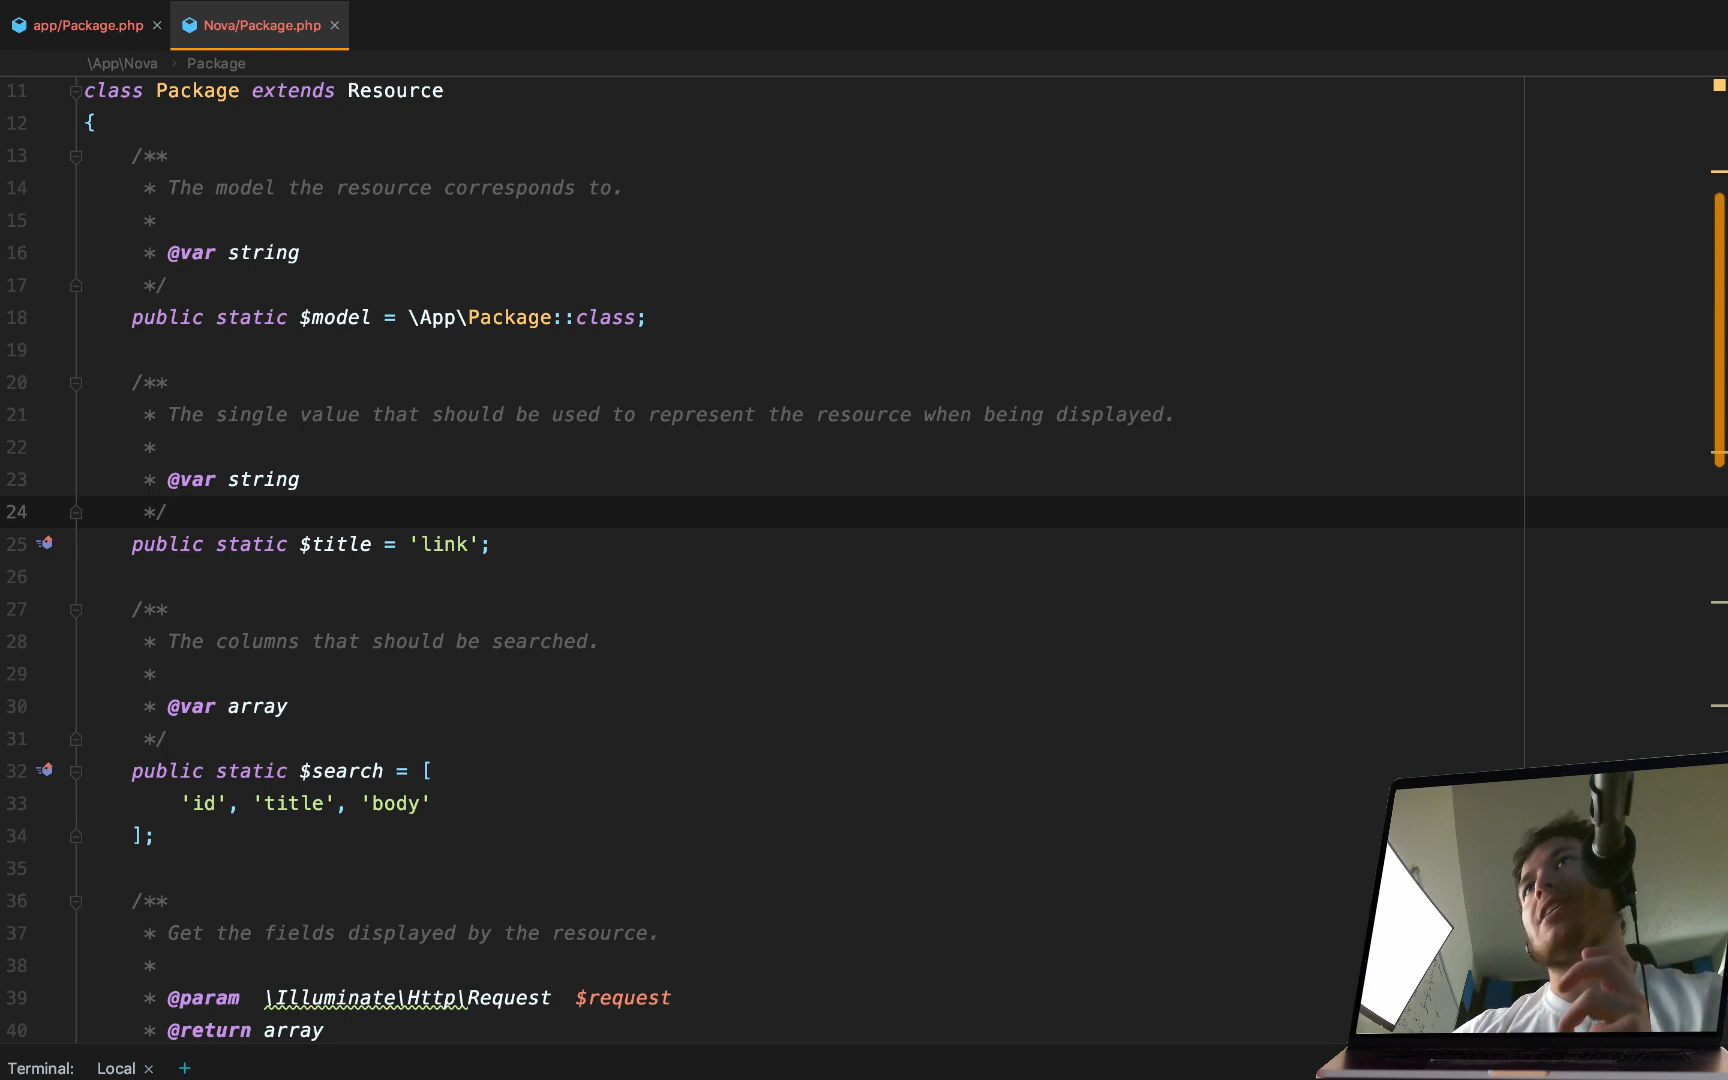 app/Package.php ×
Nova/Package.php ×
\App\Nova › Package
11 class Package extends Resource
12 {
13 /**
14 * The model the resource corresponds to.
15 *
16 * @var string
17 */
18 public static $model = \App\Package::class;
19
20 /**
21 * The single value that should be used to represent the resource when being displayed.
22 *
23 * @var string
24 */
25 public static $title = 'link';
26
27 /**
28 * The columns that should be searched.
29 *
30 * @var array
31 */
32 public static $search = [
33 'id', 'title', 'body'
34 ];
35
36 /**
37 * Get the fields displayed by the resource.
38 *
39 * @param \Illuminate\Http\Request $request
40 * @return array
Terminal: Local × +